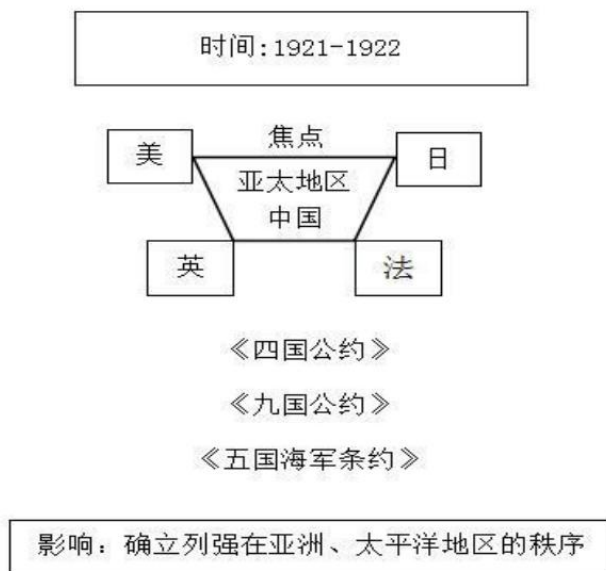 时间:1921-1922
焦点
美
日
亚太地区
中国
英
法
《四国公约》
《九国公约》
《五国海军条约》
影响：确立列强在亚洲、太平洋地区的秩序